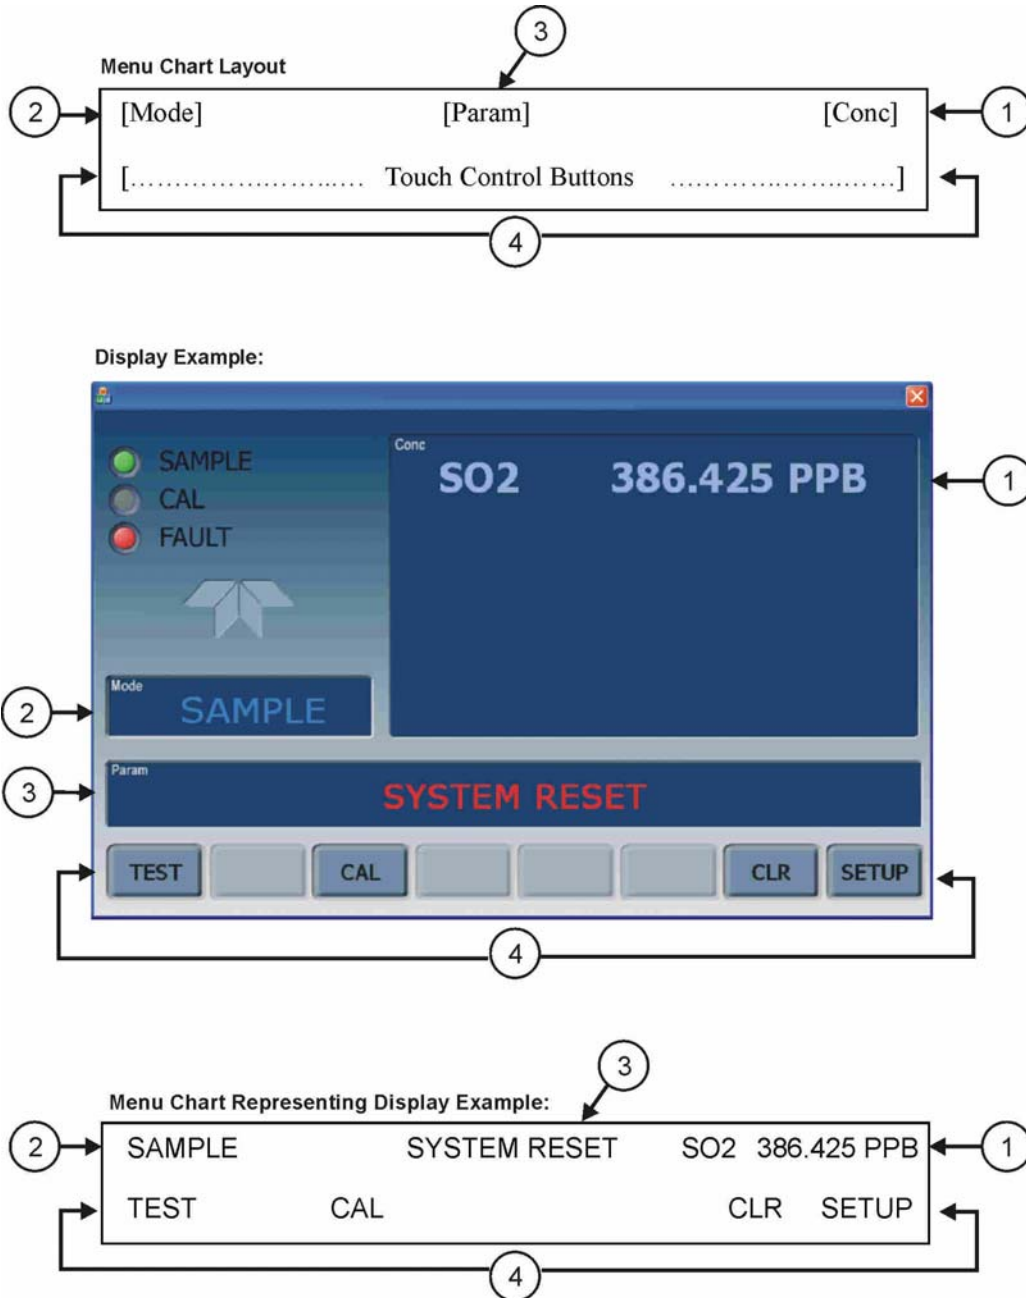 3
Menu Chart Layout
2 [Mode] [Param] [Conc] 1
[........................ Touch Control Buttons ........................]
4
Display Example:
SAMPLE
CAL
FAULT
Conc
SO2 386.425 PPB 1
Mode
2 SAMPLE
Param
3 SYSTEM RESET
TEST CAL CLR SETUP
4
3
Menu Chart Representing Display Example:
2 SAMPLE SYSTEM RESET SO2 386.425 PPB 1
TEST CAL CLR SETUP
4